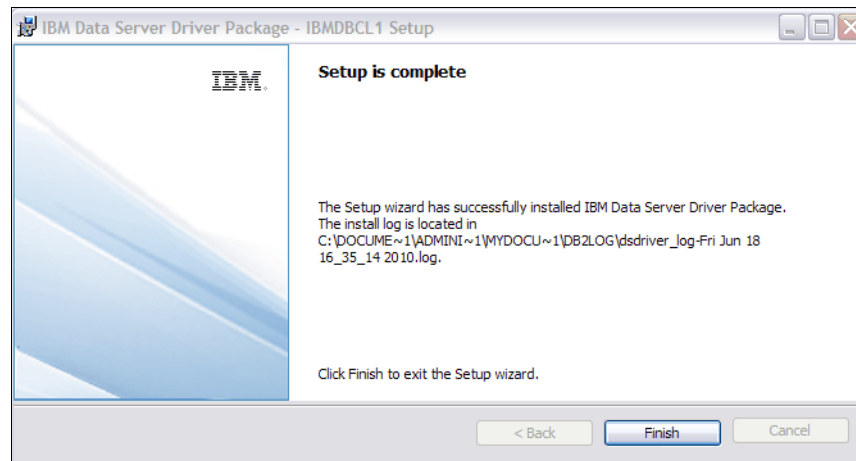 IBM Data Server Driver Package - IBMDBCL1 Setup
IBM.
Setup is complete
The Setup wizard has successfully installed IBM Data Server Driver Package.
The install log is located in
C:\DOCUME~1\ADMINI~1\MYDOCU~1\DB2LOG\dsdriver_log-Fri Jun 18
16_35_14 2010.log.
Click Finish to exit the Setup wizard.
< Back
Finish
Cancel